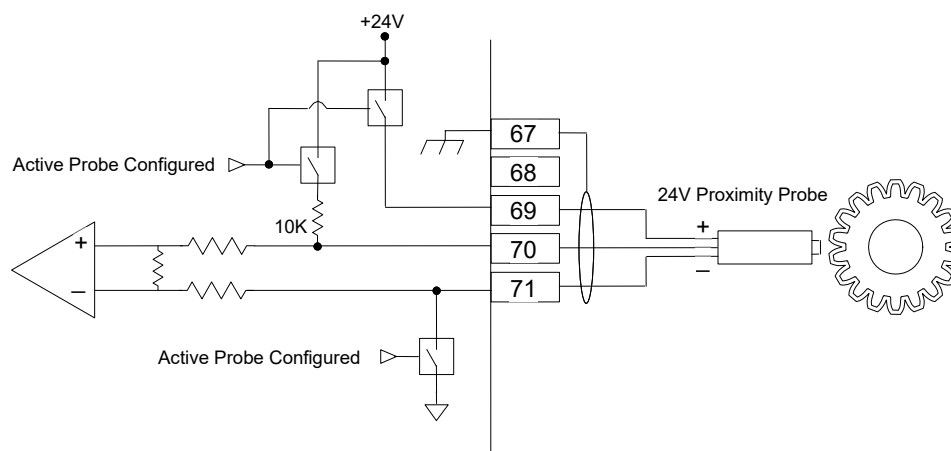 +24V
67
Active Probe Configured
68
24V Proximity Probe
69
10K
+
+
70
−
−
71
Active Probe Configured